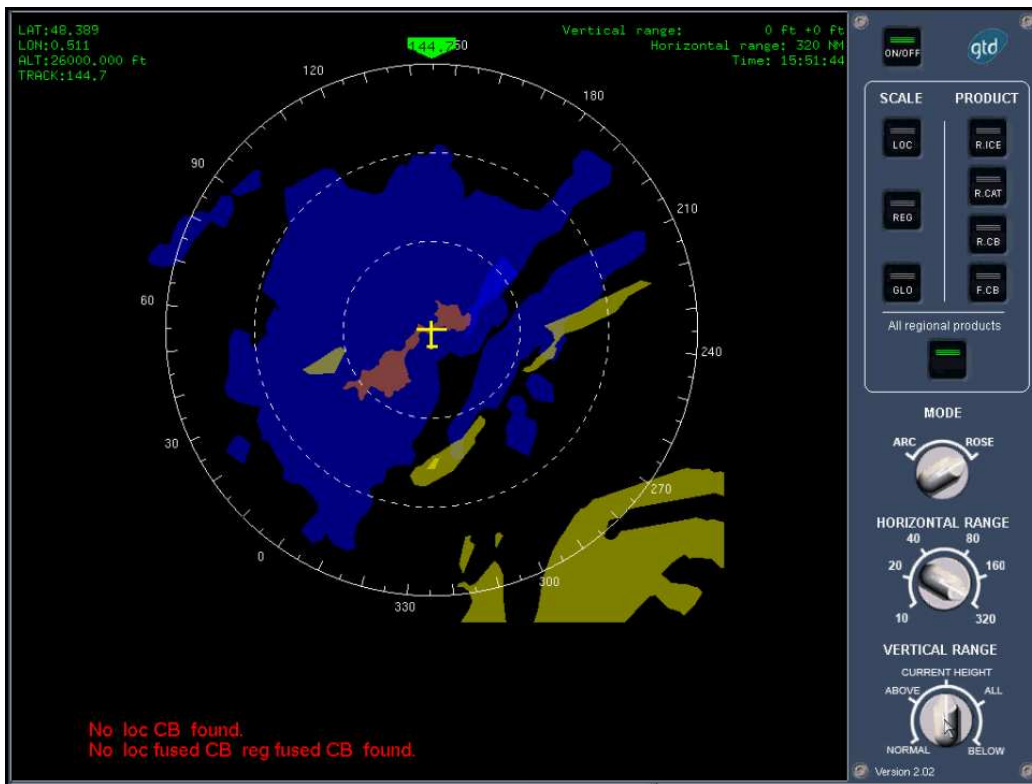 LAT:48.389
LON:0.511
ALT:26000.000 ft
TRACK:144.7
Vertical range: 0 ft +0 ft
Horizontal range: 320 NM
Time: 15:51:44
144.7
120
180
90
210
60
240
30
270
0
300
330
No loc CB found.
No loc fused CB reg fused CB found.
ON/OFF
gtd
SCALE PRODUCT
LOC R.ICE
R.CAT
REG
R.CB
GLO F.CB
All regional products
MODE
ARC ROSE
HORIZONTAL RANGE
40 80
20 160
10 320
VERTICAL RANGE
CURRENT HEIGHT
ABOVE ALL
NORMAL BELOW
Version 2.02